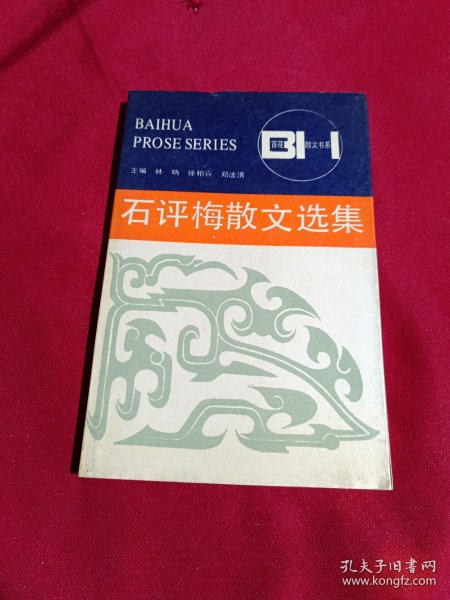 BAIHUA
PROSE SERIES
百花
BH
散文书系
主编 林呐 徐柏容 郑法清
石评梅散文选集
孔夫子旧书网
www.kongfz.com